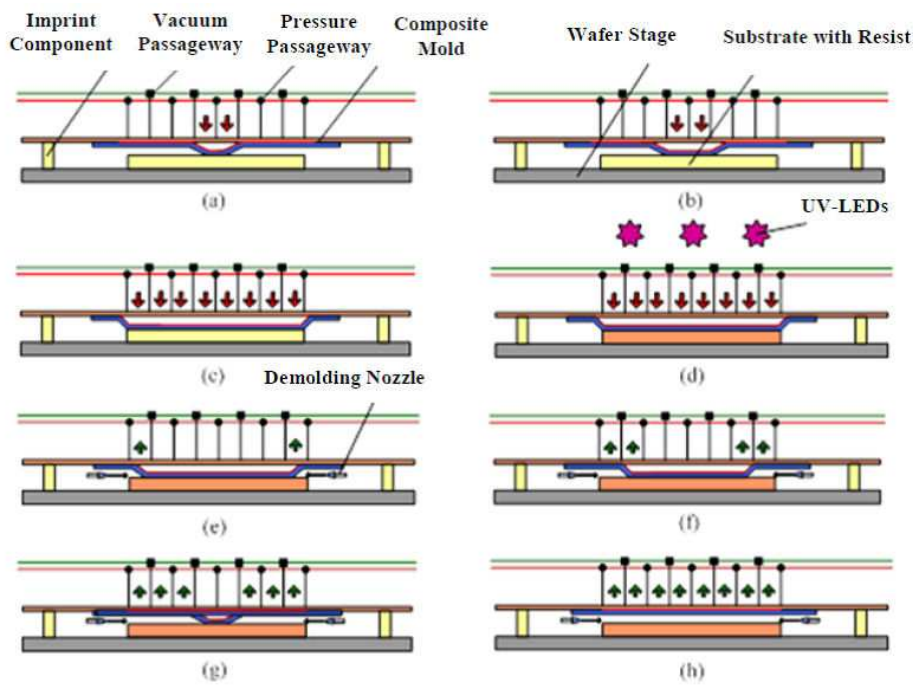 Imprint
Component
Vacuum
Passageway
Pressure
Passageway
Composite
Mold
Wafer Stage
Substrate with Resist
(a)
(b)
UV-LEDs
(c)
(d)
Demolding Nozzle
(e)
(f)
(g)
(h)